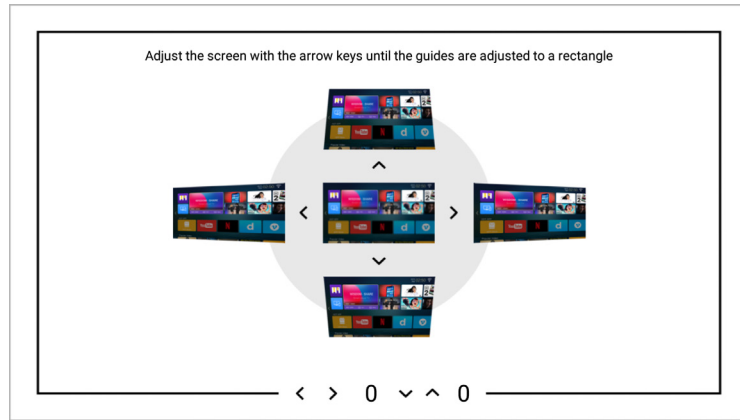 Adjust the screen with the arrow keys until the guides are adjusted to a rectangle
0 0